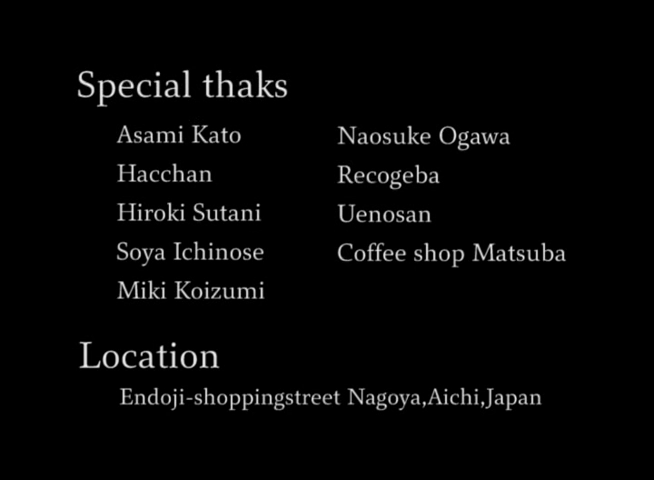 Special thaks
Asami Kato
Hacchan
Hiroki Sutani
Soya Ichinose
Miki Koizumi
Naosuke Ogawa
Recogeba
Uenosan
Coffee shop Matsuba
Location
Endoji-shoppingstreet Nagoya,Aichi,Japan